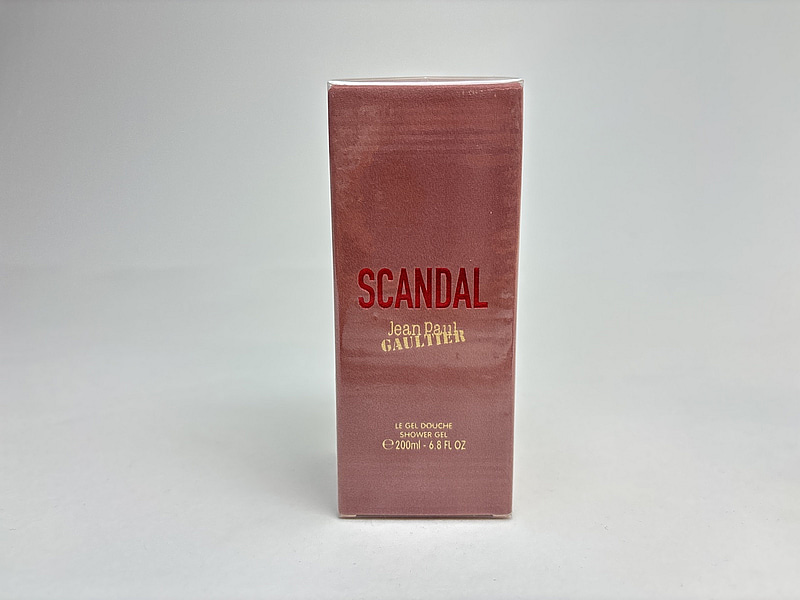 SCANDAL
Jean Paul
GAULTIER
LE GEL DOUCHE
SHOWER GEL
℮200ml - 6.8 FL OZ